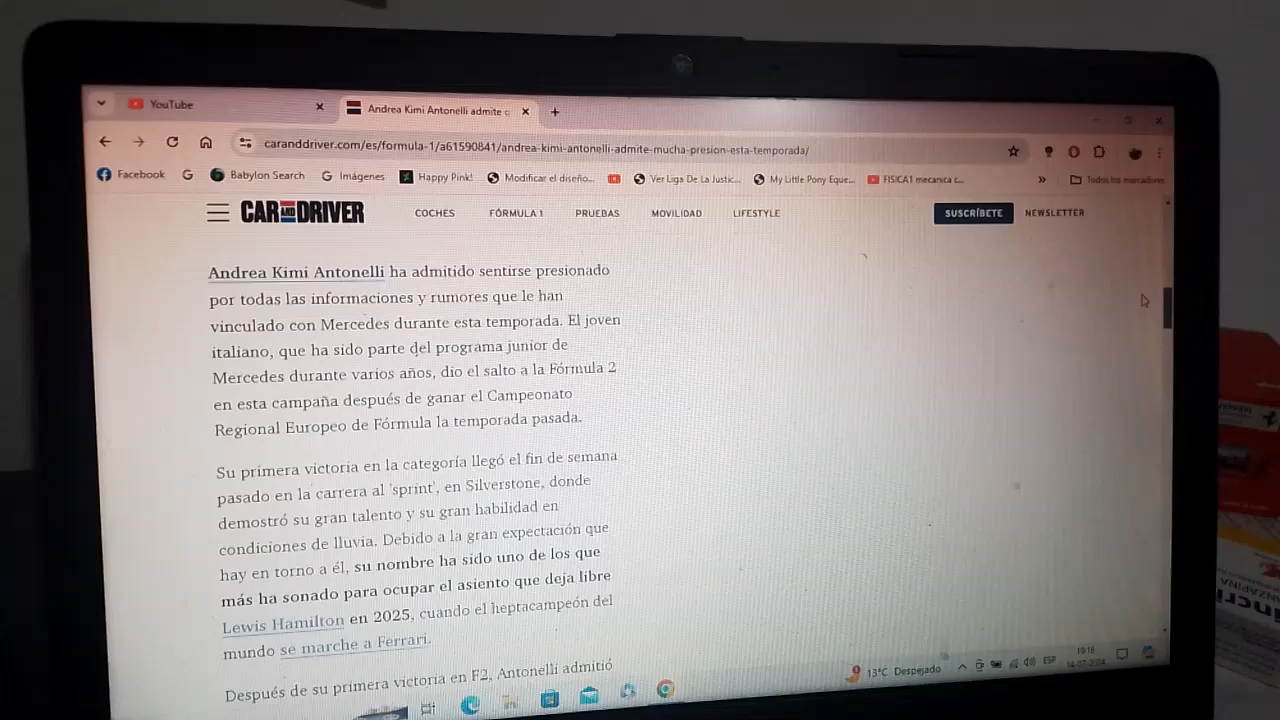 YouTube
Andrea Kimi Antonelli admite c
caranddriver.com/es/formula-1/a61590841/andrea-kimi-antonelli-admite-mucha-presion-esta-temporada/
Facebook Babylon Search Imágenes Happy Pink! Modificar el diseño... Ver Liga De La Justic... My Little Pony Eque... FISICA1 mecanica c... » Todos los marcadores
CAR AND DRIVER COCHES FÓRMULA 1 PRUEBAS MOVILIDAD LIFESTYLE SUSCRÍBETE NEWSLETTER
Andrea Kimi Antonelli ha admitido sentirse presionado
por todas las informaciones y rumores que le han
vinculado con Mercedes durante esta temporada. El joven
italiano, que ha sido parte del programa junior de
Mercedes durante varios años, dio el salto a la Fórmula 2
en esta campaña después de ganar el Campeonato
Regional Europeo de Fórmula la temporada pasada.
Su primera victoria en la categoría llegó el fin de semana
pasado en la carrera al 'sprint', en Silverstone, donde
demostró su gran talento y su gran habilidad en
condiciones de lluvia. Debido a la gran expectación que
hay en torno a él, su nombre ha sido uno de los que
más ha sonado para ocupar el asiento que deja libre
Lewis Hamilton en 2025, cuando el heptacampeón del
mundo se marche a Ferrari.
Después de su primera victoria en F2, Antonelli admitió
13°C Despejado ESP 19:16
14-07-2024